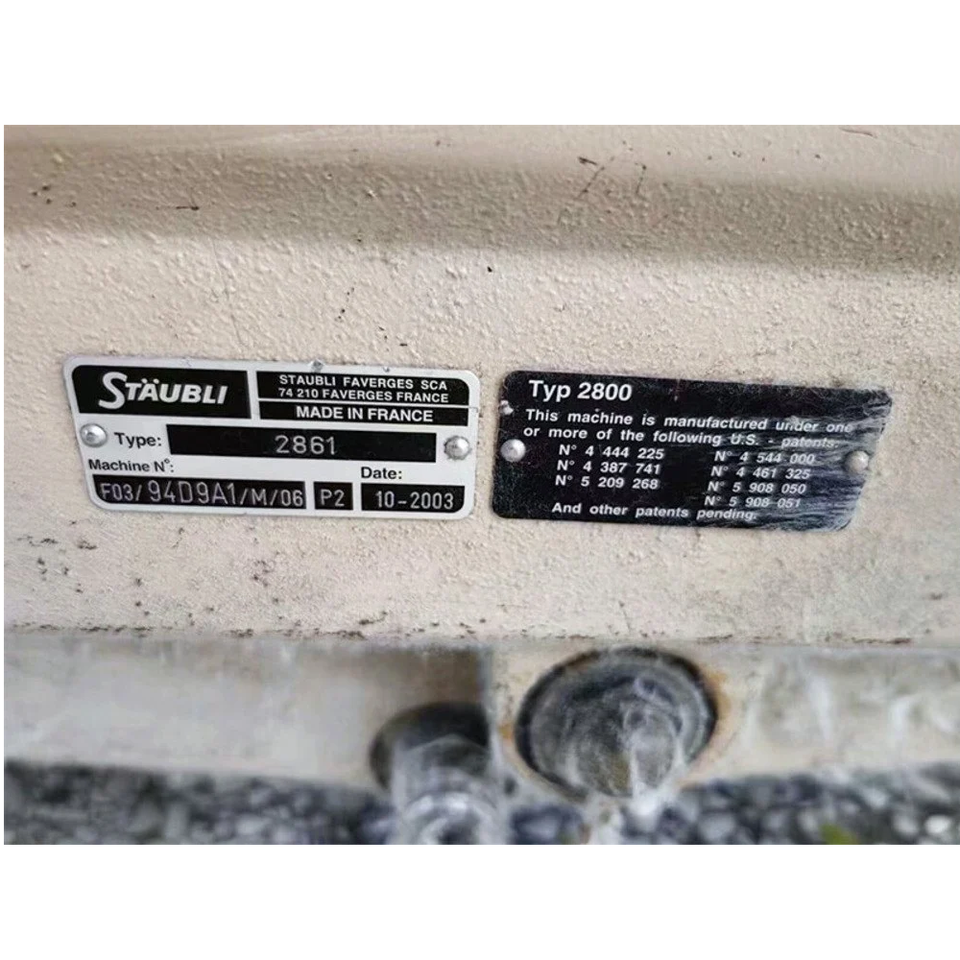 STÄUBLI
STAUBLI FAVERGES SCA
74 210 FAVERGES FRANCE
MADE IN FRANCE
Type: 2861
Machine N°:
Date:
F03/94D9A1/M/06 P2 10-2003
Typ 2800
This machine is manufactured under one
or more of the following U.S. - patents.
N° 4 444 225 N° 4 544 000
N° 4 387 741 N° 4 461 325
N° 5 209 268 N° 5 908 050
N° 5 908 051
And other patents pending.